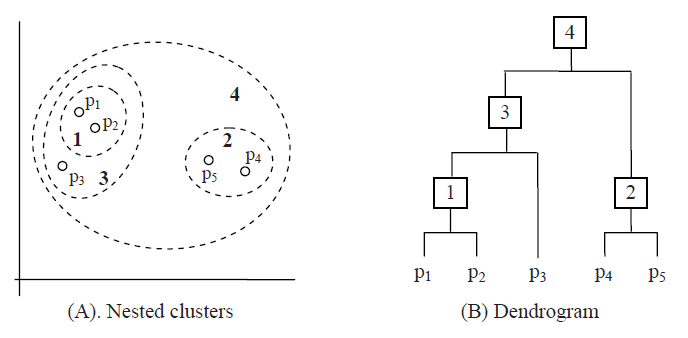 p1
p2
1
p3
3
4
2
p4
p5
(A). Nested clusters
4
3
1
2
p1 p2 p3 p4 p5
(B) Dendrogram